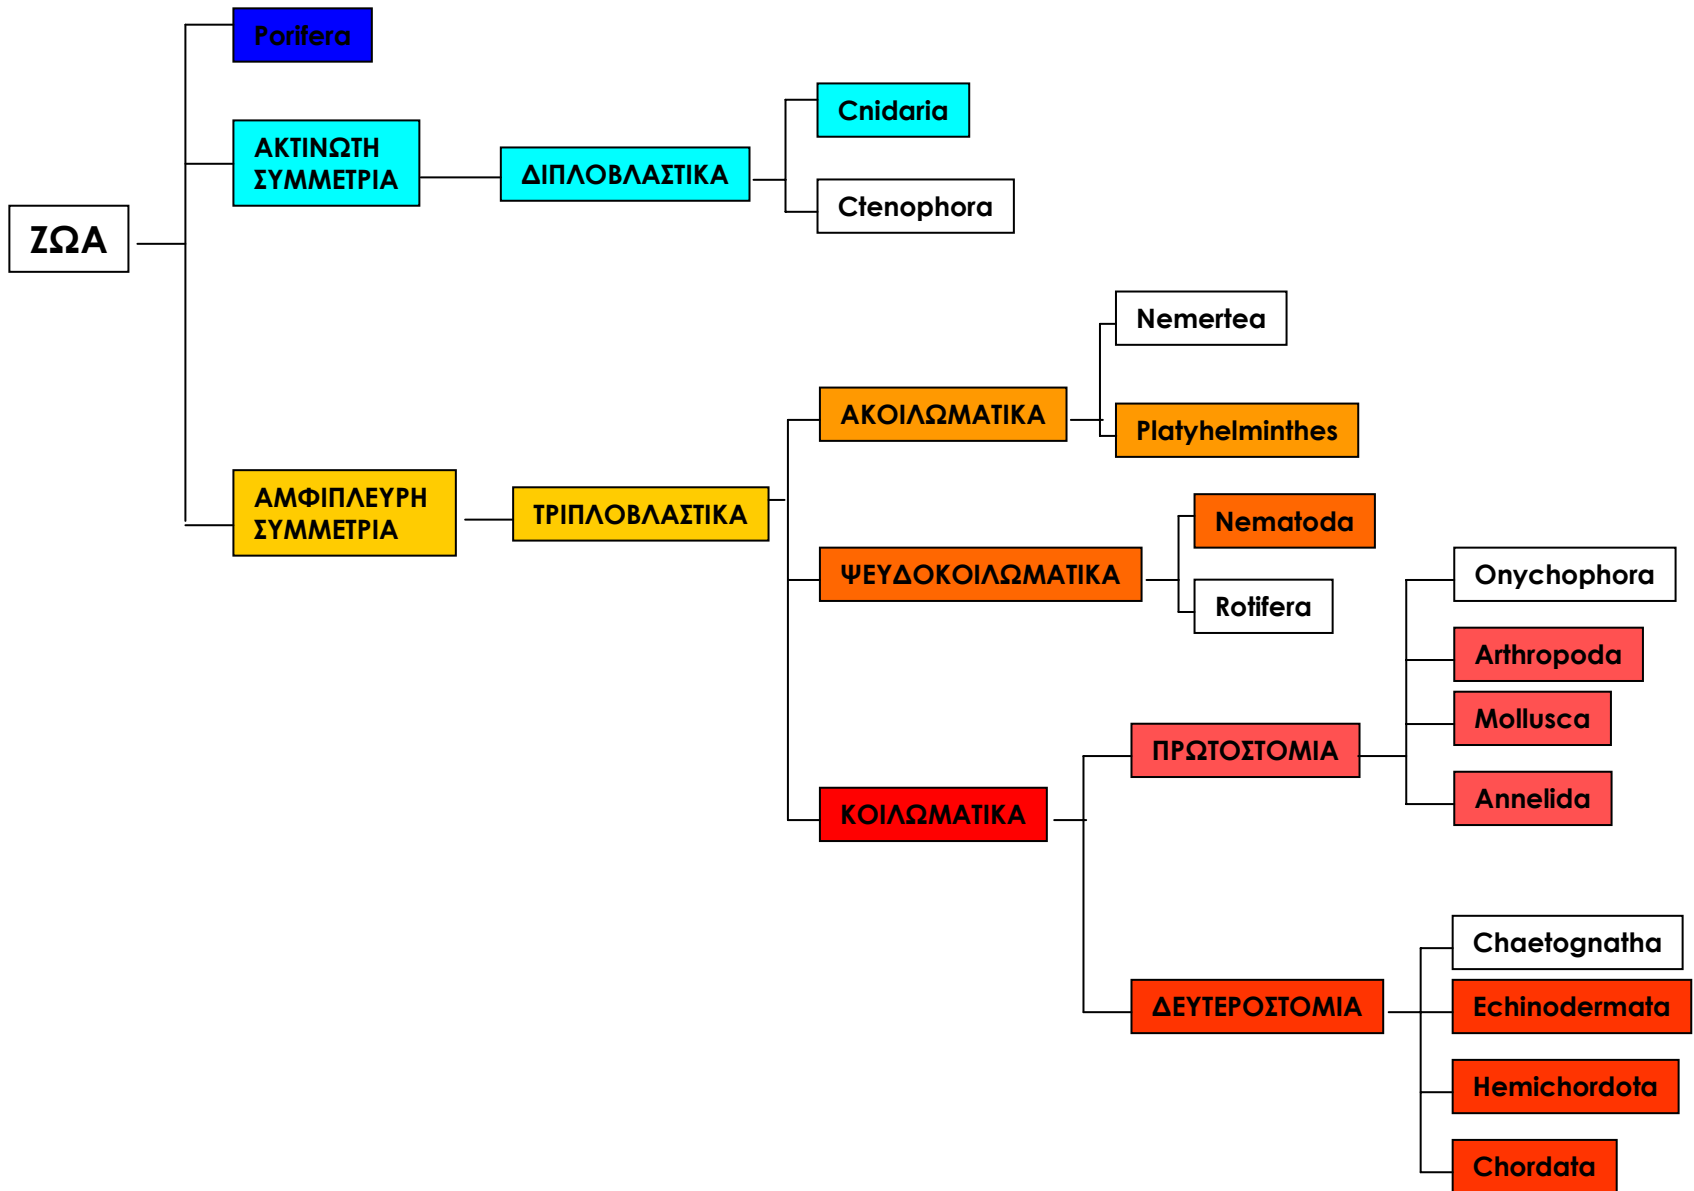 Porifera
ΑΚΤΙΝΩΤΗ
ΣΥΜΜΕΤΡΙΑ
ΔΙΠΛΟΒΛΑΣΤΙΚΑ
Cnidaria
Ctenophora
ΖΩΑ
Nemertea
ΑΚΟΙΛΩΜΑΤΙΚΑ
Platyhelminthes
ΑΜΦΙΠΛΕΥΡΗ
ΣΥΜΜΕΤΡΙΑ
ΤΡΙΠΛΟΒΛΑΣΤΙΚΑ
Nematoda
ΨΕΥΔΟΚΟΙΛΩΜΑΤΙΚΑ
Rotifera
Onychophora
Arthropoda
Mollusca
ΠΡΩΤΟΣΤΟΜΙΑ
Annelida
ΚΟΙΛΩΜΑΤΙΚΑ
Chaetognatha
ΔΕΥΤΕΡΟΣΤΟΜΙΑ
Echinodermata
Hemichordota
Chordata